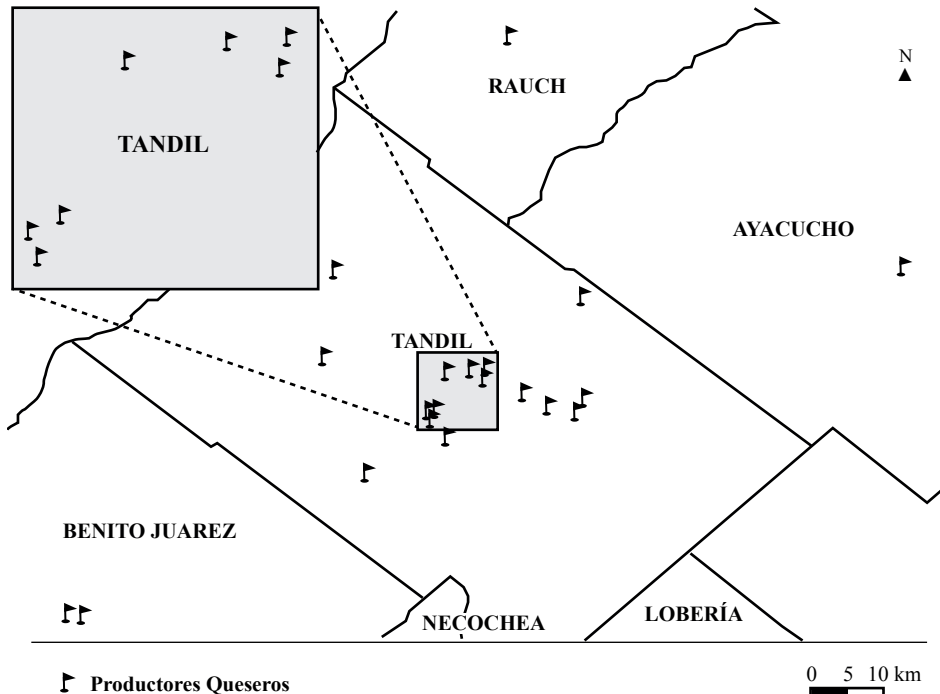 RAUCH
N
TANDIL
AYACUCHO
TANDIL
BENITO JUAREZ
NECOCHEA
LOBERÍA
Productores Queseros
0 5 10 km